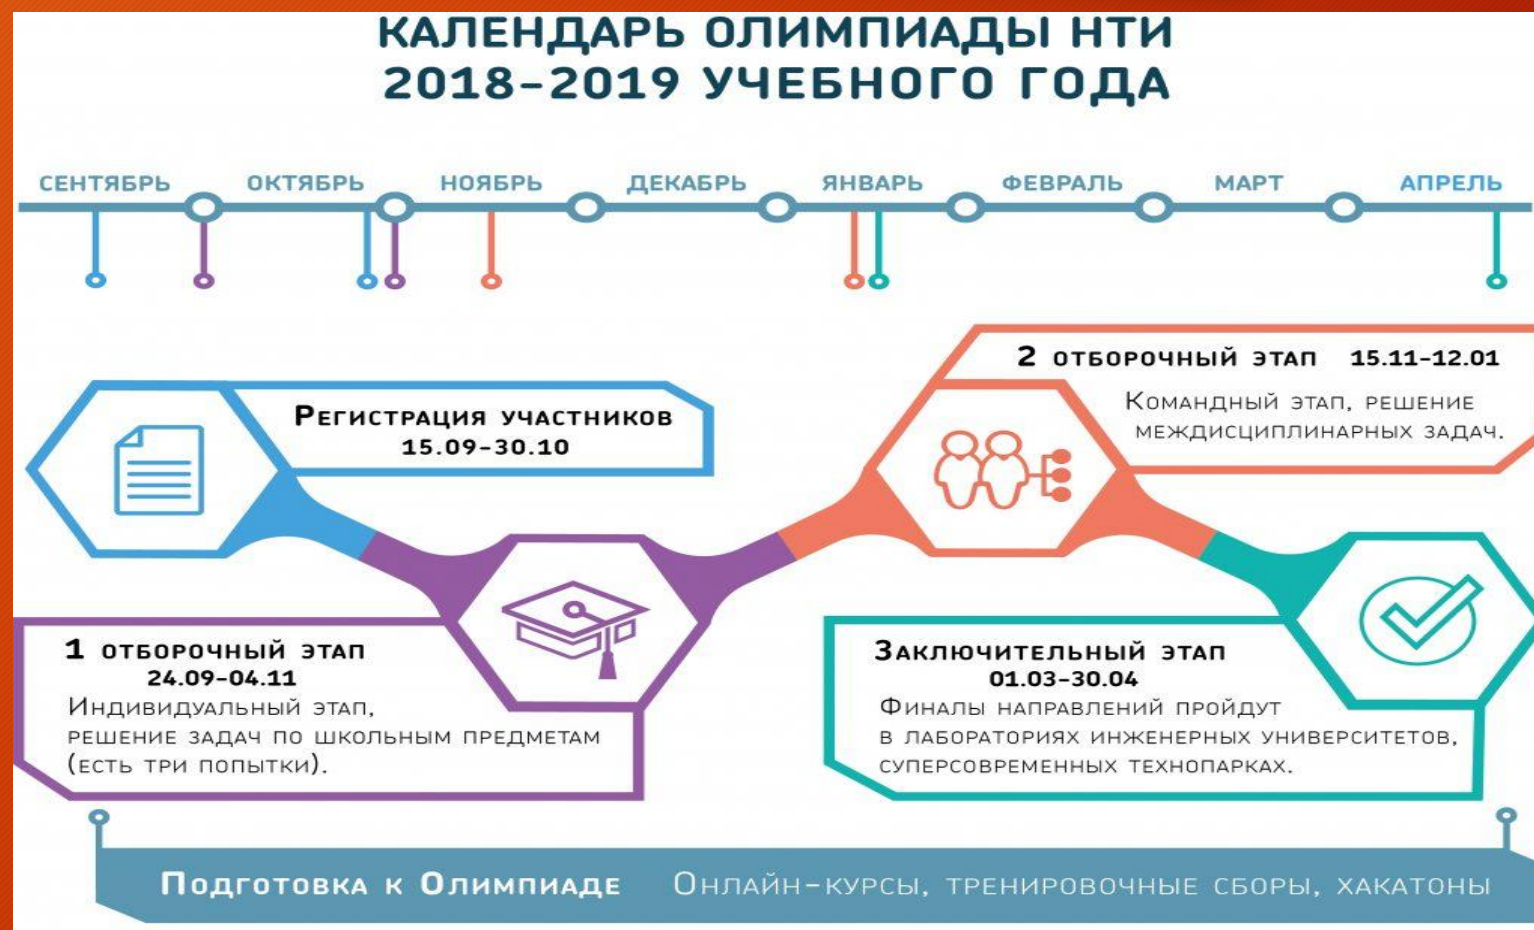 КАЛЕНДАРЬ ОЛИМПИАДЫ НТИ
2018-2019 УЧЕБНОГО ГОДА
СЕНТЯБРЬ ОКТЯБРЬ НОЯБРЬ ДЕКАБРЬ ЯНВАРЬ ФЕВРАЛЬ МАРТ АПРЕЛЬ
РЕГИСТРАЦИЯ УЧАСТНИКОВ
15.09-30.10
2 ОТБОРОЧНЫЙ ЭТАП 15.11-12.01
КОМАНДНЫЙ ЭТАП, РЕШЕНИЕ
МЕЖДИСЦИПЛИНАРНЫХ ЗАДАЧ.
1 ОТБОРОЧНЫЙ ЭТАП
24.09-04.11
ИНДИВИДУАЛЬНЫЙ ЭТАП,
РЕШЕНИЕ ЗАДАЧ ПО ШКОЛЬНЫМ ПРЕДМЕТАМ
(ЕСТЬ ТРИ ПОПЫТКИ).
ЗАКЛЮЧИТЕЛЬНЫЙ ЭТАП
01.03-30.04
ФИНАЛЫ НАПРАВЛЕНИЙ ПРОЙДУТ
В ЛАБОРАТОРИЯХ ИНЖЕНЕРНЫХ УНИВЕРСИТЕТОВ,
СУПЕРСОВРЕМЕННЫХ ТЕХНОПАРКАХ.
ПОДГОТОВКА К ОЛИМПИАДЕ ОНЛАЙН-КУРСЫ, ТРЕНИРОВОЧНЫЕ СБОРЫ, ХАКАТОНЫ